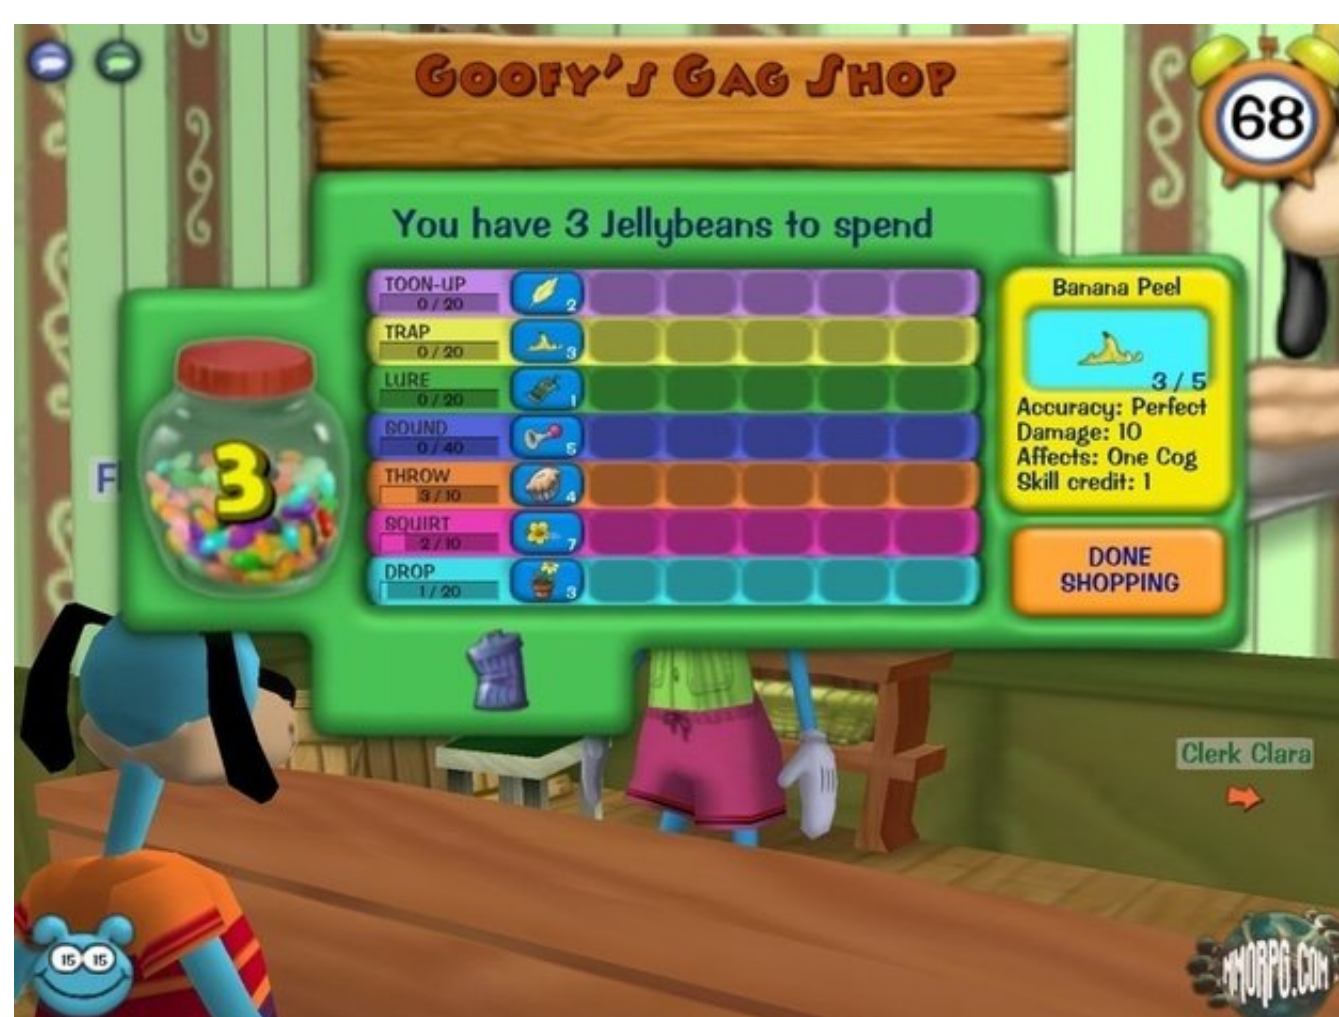 GOOFY'S GAG SHOP
68
You have 3 Jellybeans to spend
TOON-UP
0 / 20
2
TRAP
0 / 20
3
LURE
0 / 20
1
SOUND
0 / 40
5
THROW
3 / 10
4
SQUIRT
2 / 10
7
DROP
1 / 20
3
3
F
Banana Peel
3 / 5
Accuracy: Perfect
Damage: 10
Affects: One Cog
Skill credit: 1
DONE
SHOPPING
Clerk Clara
15 15
MMORPG.COM